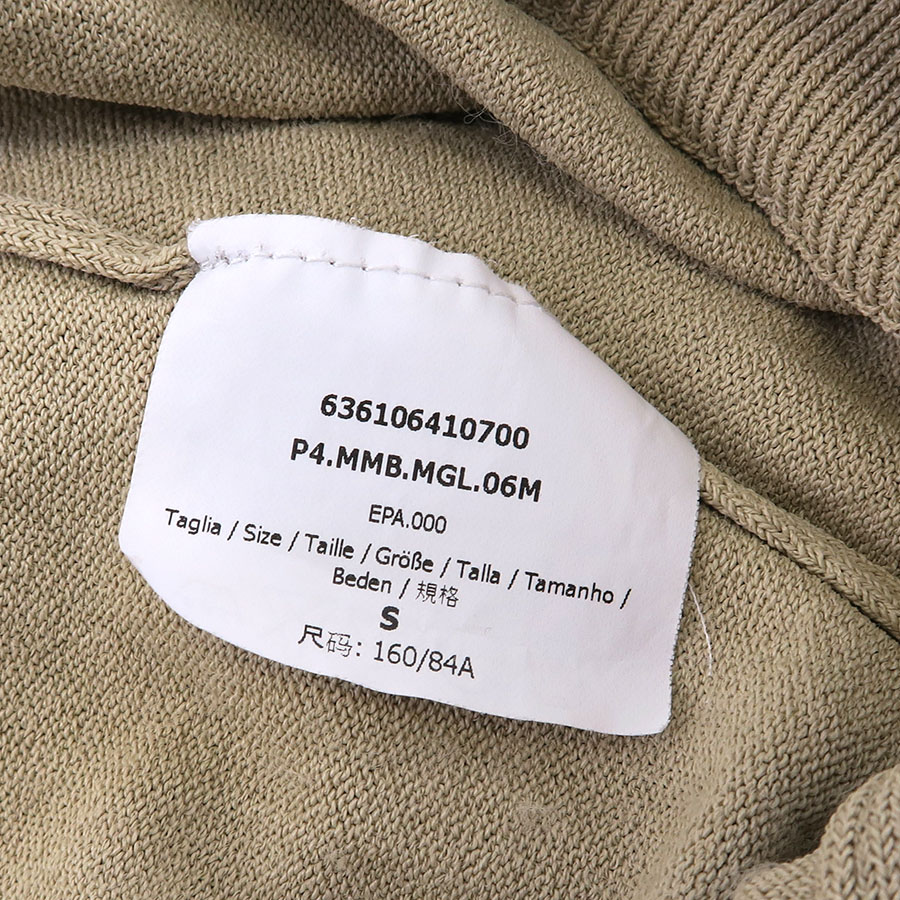 636106410700
P4.MMB.MGL.06M
EPA.000
Taglia / Size / Taille / Größe / Talla / Tamanho /
Beden / 規格
S
尺码: 160/84A